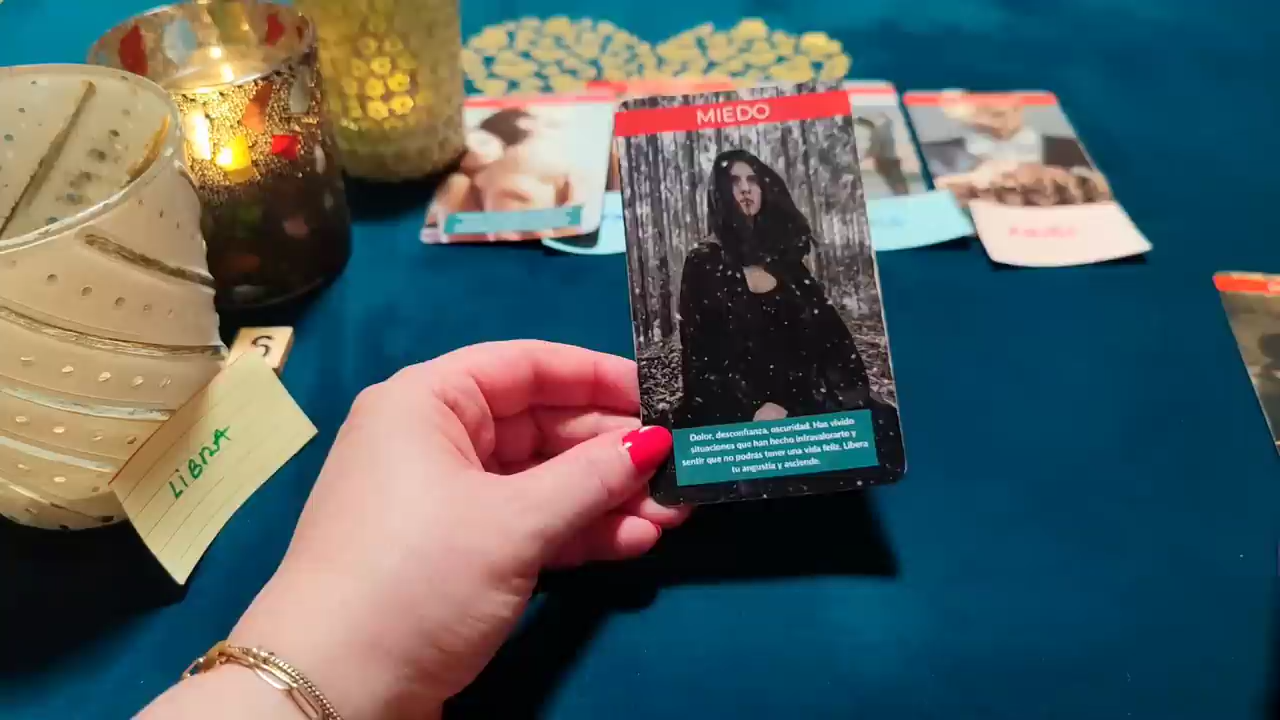 MIEDO
Dolor, desconfianza, oscuridad. Has vivido
situaciones que han hecho infravalorarte y
sentir que no podrás tener una vida feliz. Libera
tu angustia y asciende.
6
LIBRA